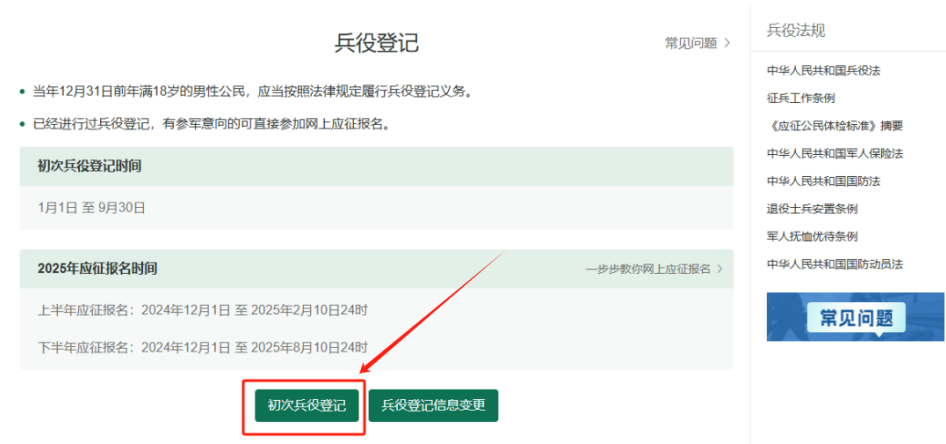 兵役登记
常见问题 >
当年12月31日前年满18岁的男性公民，应当按照法律规定履行兵役登记义务。
已经进行过兵役登记，有参军意向的可直接参加网上应征报名。
初次兵役登记时间
1月1日 至 9月30日
2025年应征报名时间
一步步教你网上应征报名 >
上半年应征报名：2024年12月1日 至 2025年2月10日24时
下半年应征报名：2024年12月1日 至 2025年8月10日24时
初次兵役登记
兵役登记信息变更
兵役法规
中华人民共和国兵役法
征兵工作条例
《应征公民体检标准》摘要
中华人民共和国军人保险法
中华人民共和国国防法
退役士兵安置条例
军人抚恤优待条例
中华人民共和国国防动员法
常见问题